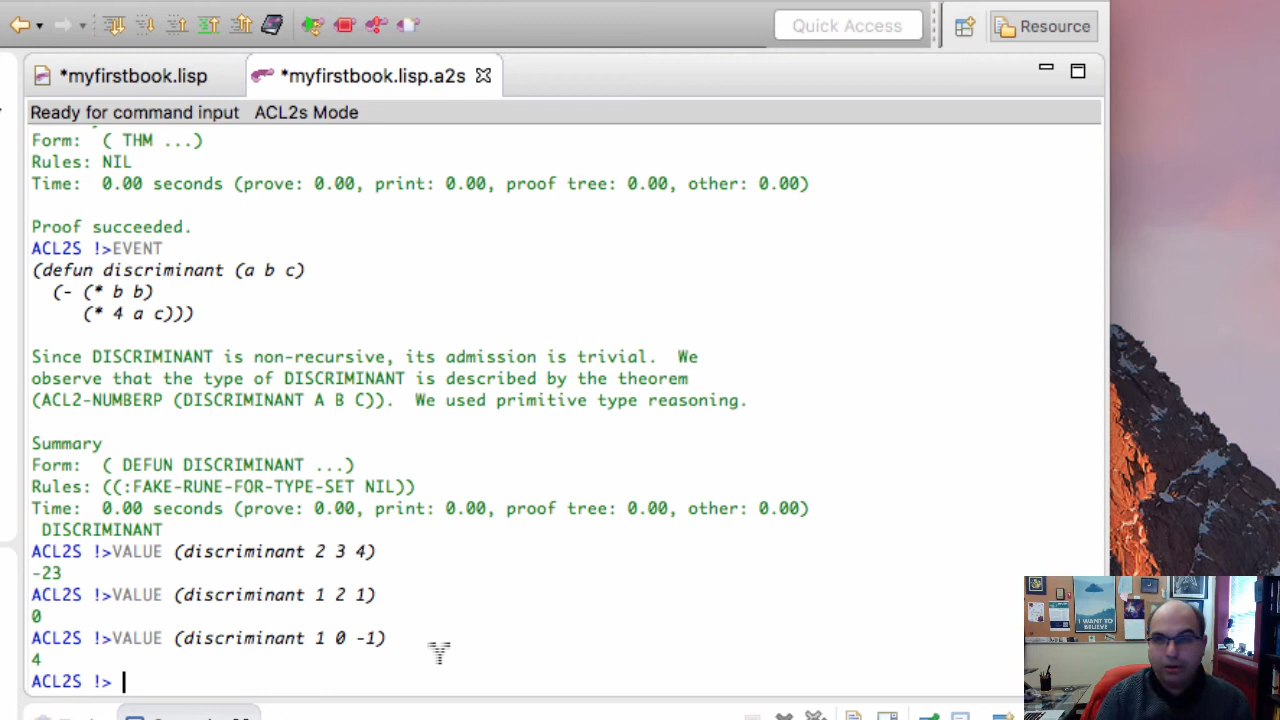 Quick Access
Resource
*myfirstbook.lisp
*myfirstbook.lisp.a2s
Ready for command input ACL2s Mode
Form: ( THM ...)
Rules: NIL
Time: 0.00 seconds (prove: 0.00, print: 0.00, proof tree: 0.00, other: 0.00)
Proof succeeded.
ACL2S !>EVENT
(defun discriminant (a b c)
(- (* b b)
(* 4 a c)))
Since DISCRIMINANT is non-recursive, its admission is trivial. We
observe that the type of DISCRIMINANT is described by the theorem
(ACL2-NUMBERP (DISCRIMINANT A B C)). We used primitive type reasoning.
Summary
Form: ( DEFUN DISCRIMINANT ...)
Rules: ((:FAKE-RUNE-FOR-TYPE-SET NIL))
Time: 0.00 seconds (prove: 0.00, print: 0.00, proof tree: 0.00, other: 0.00)
DISCRIMINANT
ACL2S !>VALUE (discriminant 2 3 4)
-23
ACL2S !>VALUE (discriminant 1 2 1)
0
ACL2S !>VALUE (discriminant 1 0 -1)
4
ACL2S !>
I WANT TO
BELIEVE